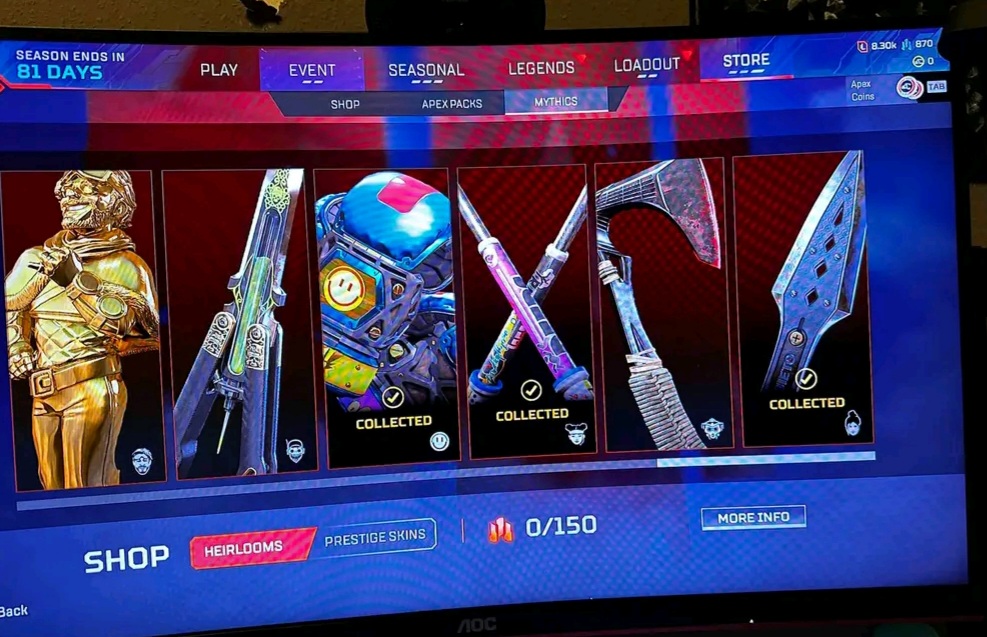 SEASON ENDS IN
81 DAYS
PLAY
EVENT
SEASONAL
LEGENDS
LOADOUT
STORE
8.30k
870
0
SHOP
APEX PACKS
MYTHICS
Apex
Coins
TAB
COLLECTED
COLLECTED
COLLECTED
SHOP
HEIRLOOMS
PRESTIGE SKINS
0/150
MORE INFO
Back
AOC